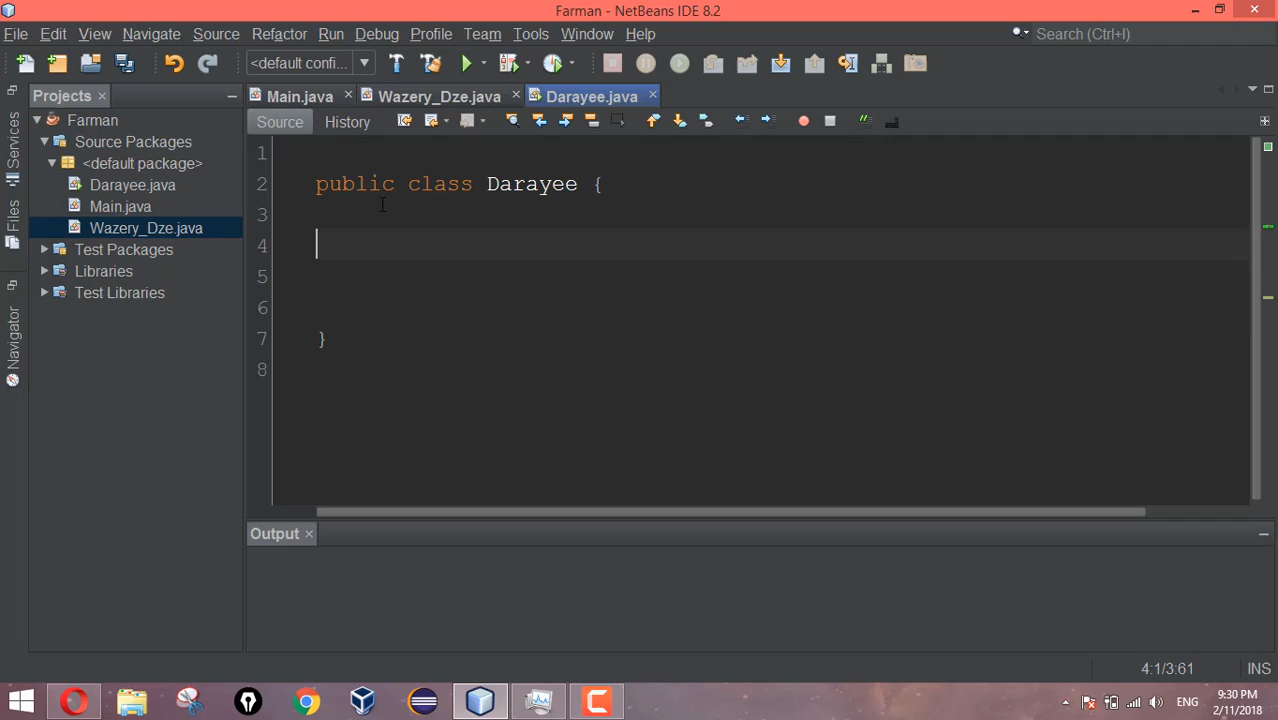 Farman - NetBeans IDE 8.2
File Edit View Navigate Source Refactor Run Debug Profile Team Tools Window Help Search (Ctrl+I)
<default confi...
Projects
Main.java Wazery_Dze.java Darayee.java
Source History
Services
Files
Navigator
Farman
Source Packages
<default package>
Darayee.java
Main.java
Wazery_Dze.java
Test Packages
Libraries
Test Libraries
1
2 public class Darayee {
3
4
5
6
7 }
8
Output
4:1/3:61 INS
ENG
9:30 PM
2/11/2018